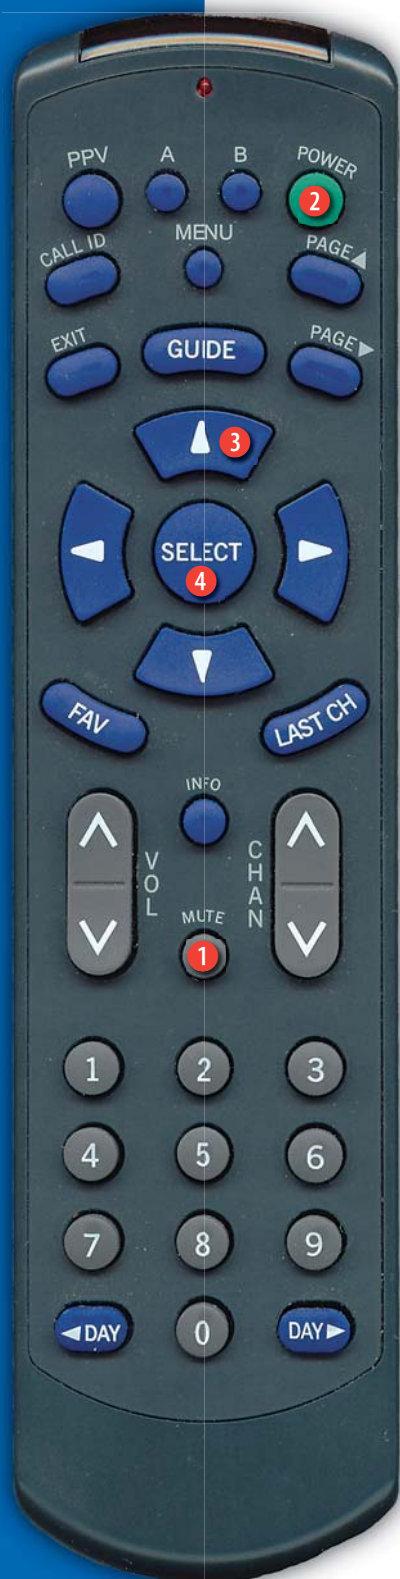 PPV A B POWER
2
CALL ID MENU PAGE▲
EXIT GUIDE PAGE▶
▲ 3
◀ SELECT ▶
4
▼
FAV LAST CH
INFO
VOL CHAN
MUTE
1
1 2 3
4 5 6
7 8 9
◀DAY 0 DAY▶